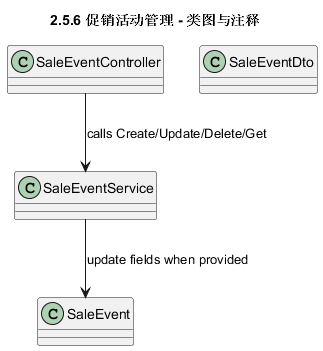 2.5.6 促销活动管理 - 类图与注释
C SaleEventController
C SaleEventDto
calls Create/Update/Delete/Get
C SaleEventService
update fields when provided
C SaleEvent